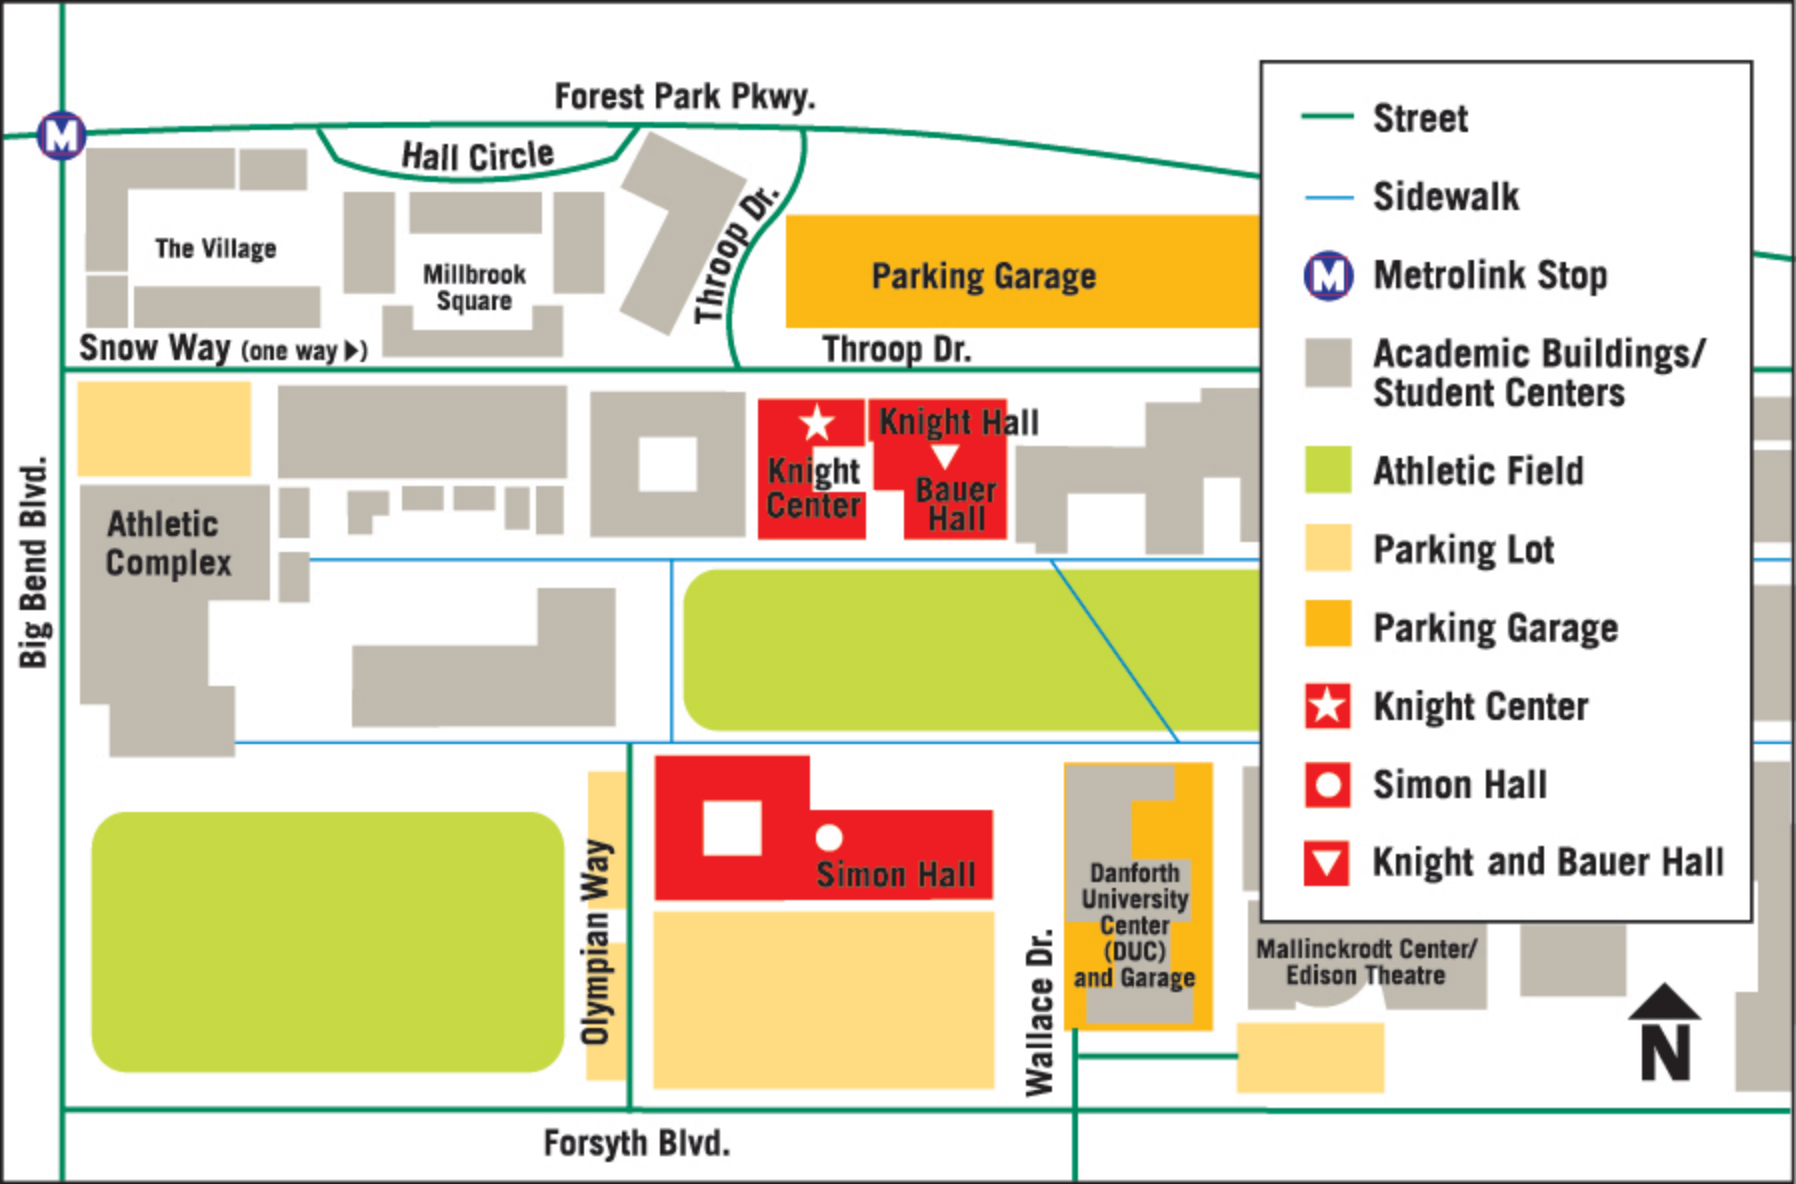 Forest Park Pkwy.
M
Hall Circle
The Village
Millbrook
Square
Throop Dr.
Parking Garage
Snow Way (one way ▶)
Throop Dr.
Big Bend Blvd.
Athletic
Complex
Knight
Center
Knight Hall
Bauer
Hall
Olympian Way
Simon Hall
Wallace Dr.
Danforth
University
Center
(DUC)
and Garage
Mallinckrodt Center/
Edison Theatre
Forsyth Blvd.
N
Street
Sidewalk
M Metrolink Stop
Academic Buildings/
Student Centers
Athletic Field
Parking Lot
Parking Garage
Knight Center
Simon Hall
Knight and Bauer Hall